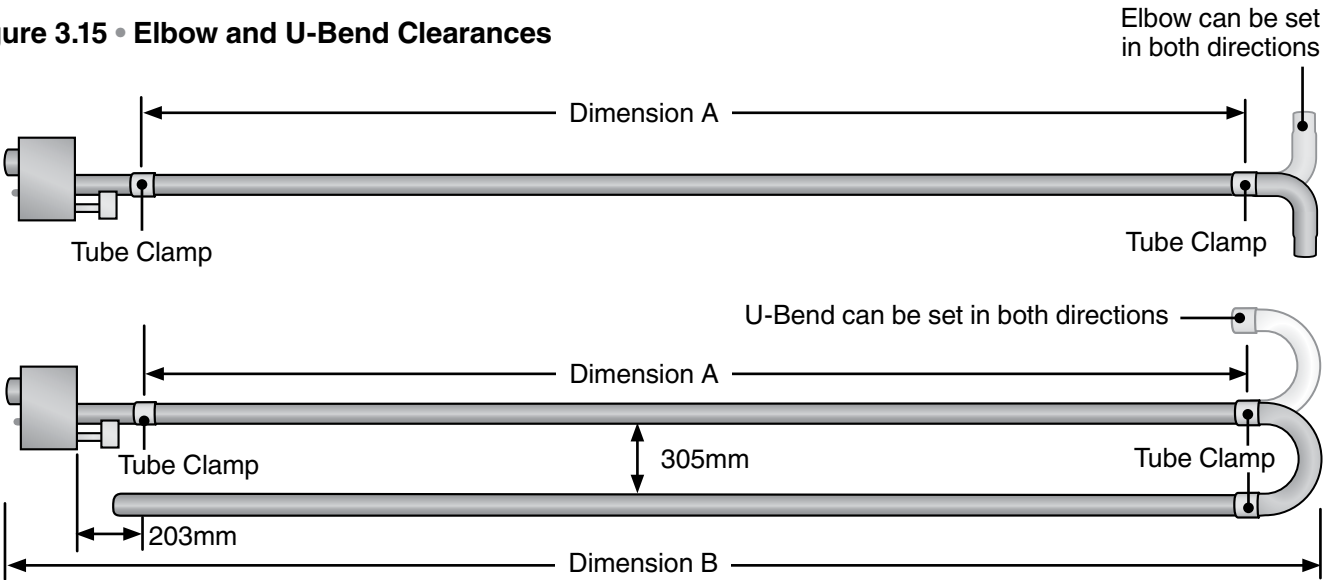 gure 3.15 • Elbow and U-Bend Clearances
Elbow can be set
in both directions
Dimension A
Tube Clamp
Tube Clamp
U-Bend can be set in both directions
Dimension A
Tube Clamp
305mm
Tube Clamp
203mm
Dimension B